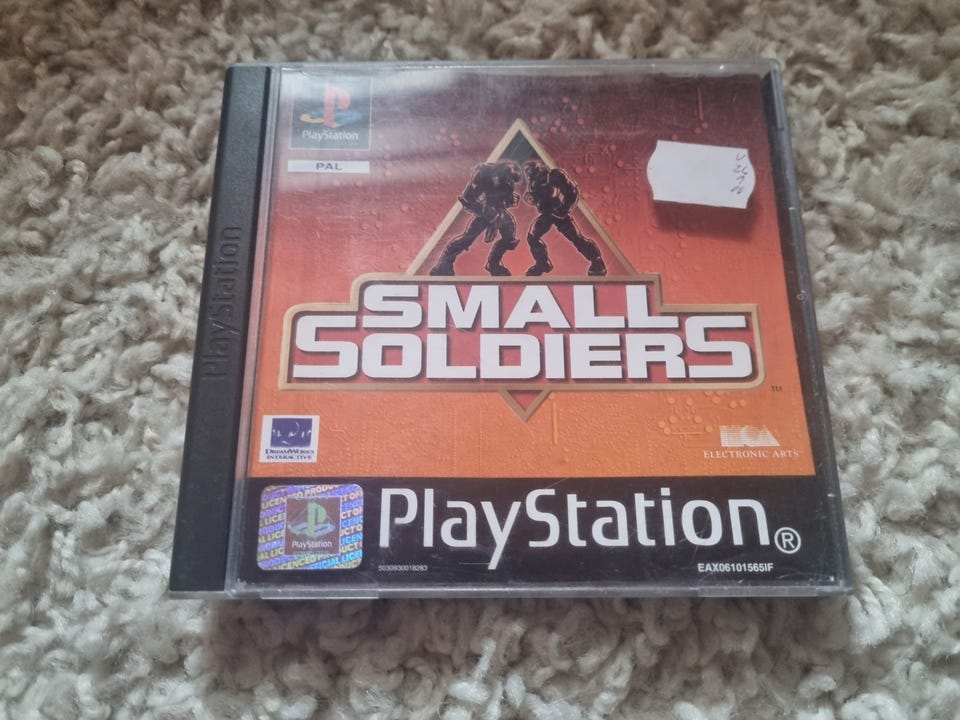 PlayStation
PAL
PlayStation
SMALL
SOLDIERS
TM
DREAMWORKS
INTERACTIVE
ELECTRONIC ARTS
PlayStation
PlayStation®
5030930018283
EAX06101565IF